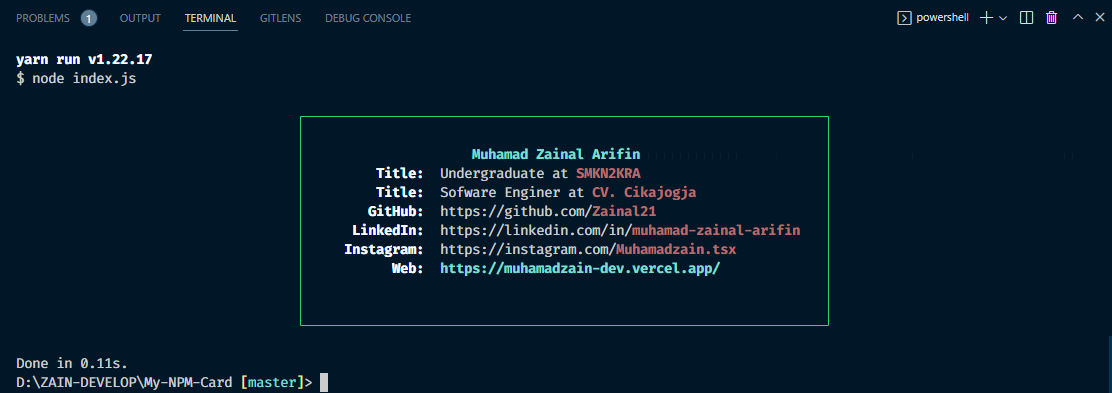 PROBLEMS 1 OUTPUT TERMINAL GITLENS DEBUG CONSOLE powershell
yarn run v1.22.17
$ node index.js
Muhamad Zainal Arifin
Title: Undergraduate at SMKN2KRA
Title: Sofware Enginer at CV. Cikajogja
GitHub: https://github.com/Zainal21
LinkedIn: https://linkedin.com/in/muhamad-zainal-arifin
Instagram: https://instagram.com/Muhamadzain.tsx
Web: https://muhamadzain-dev.vercel.app/
Done in 0.11s.
D:\ZAIN-DEVELOP\My-NPM-Card [master]>